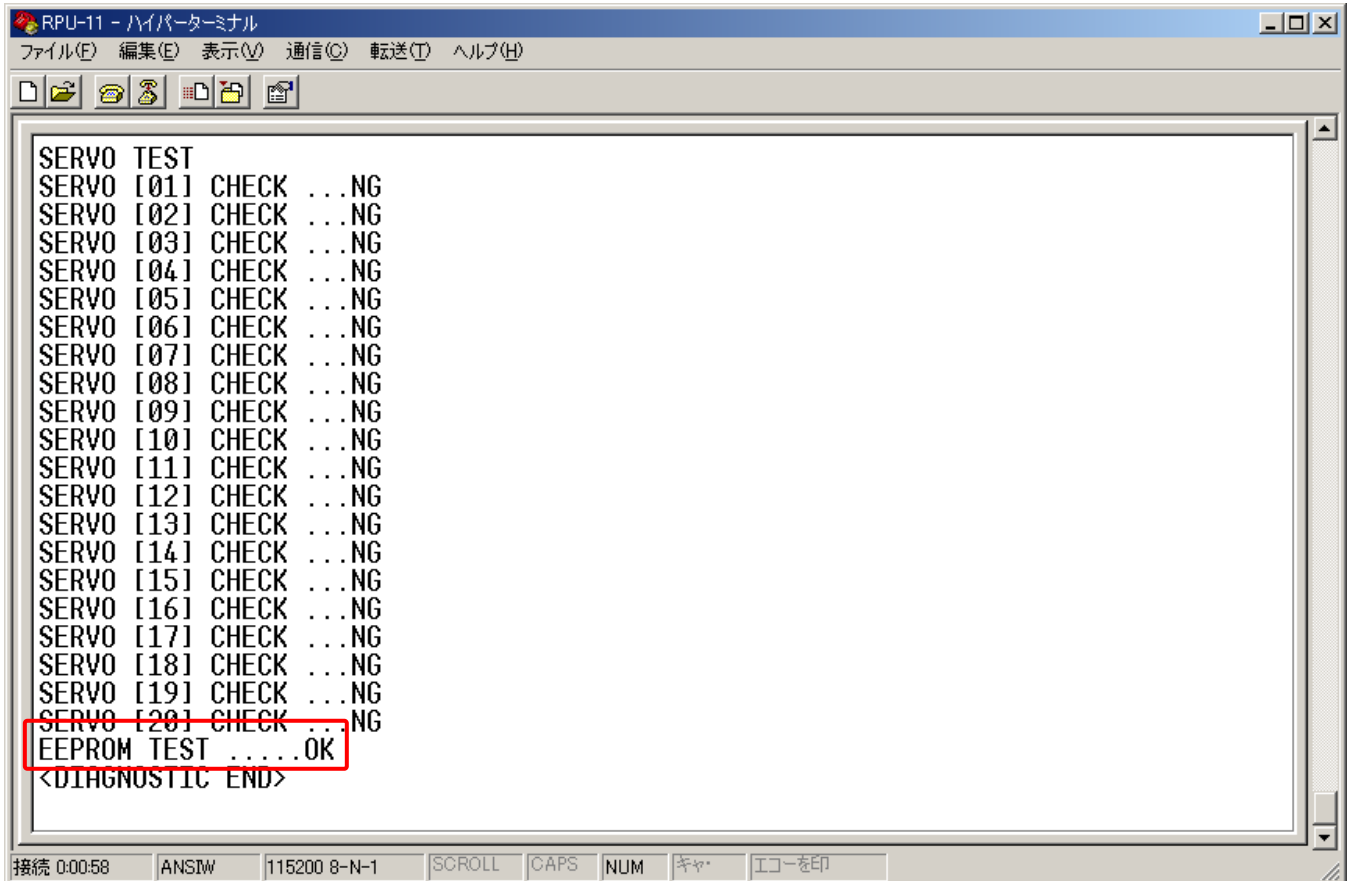 RPU-11 - ハイパーターミナル
ファイル(F) 編集(E) 表示(V) 通信(C) 転送(T) ヘルプ(H)
SERVO TEST
SERVO [01] CHECK ...NG
SERVO [02] CHECK ...NG
SERVO [03] CHECK ...NG
SERVO [04] CHECK ...NG
SERVO [05] CHECK ...NG
SERVO [06] CHECK ...NG
SERVO [07] CHECK ...NG
SERVO [08] CHECK ...NG
SERVO [09] CHECK ...NG
SERVO [10] CHECK ...NG
SERVO [11] CHECK ...NG
SERVO [12] CHECK ...NG
SERVO [13] CHECK ...NG
SERVO [14] CHECK ...NG
SERVO [15] CHECK ...NG
SERVO [16] CHECK ...NG
SERVO [17] CHECK ...NG
SERVO [18] CHECK ...NG
SERVO [19] CHECK ...NG
SERVO [20] CHECK ...NG
EEPROM TEST .....OK
<DIAGNOSTIC END>
接続 0:00:58 ANSIW 115200 8-N-1 SCROLL CAPS NUM キャ・ エコーを印